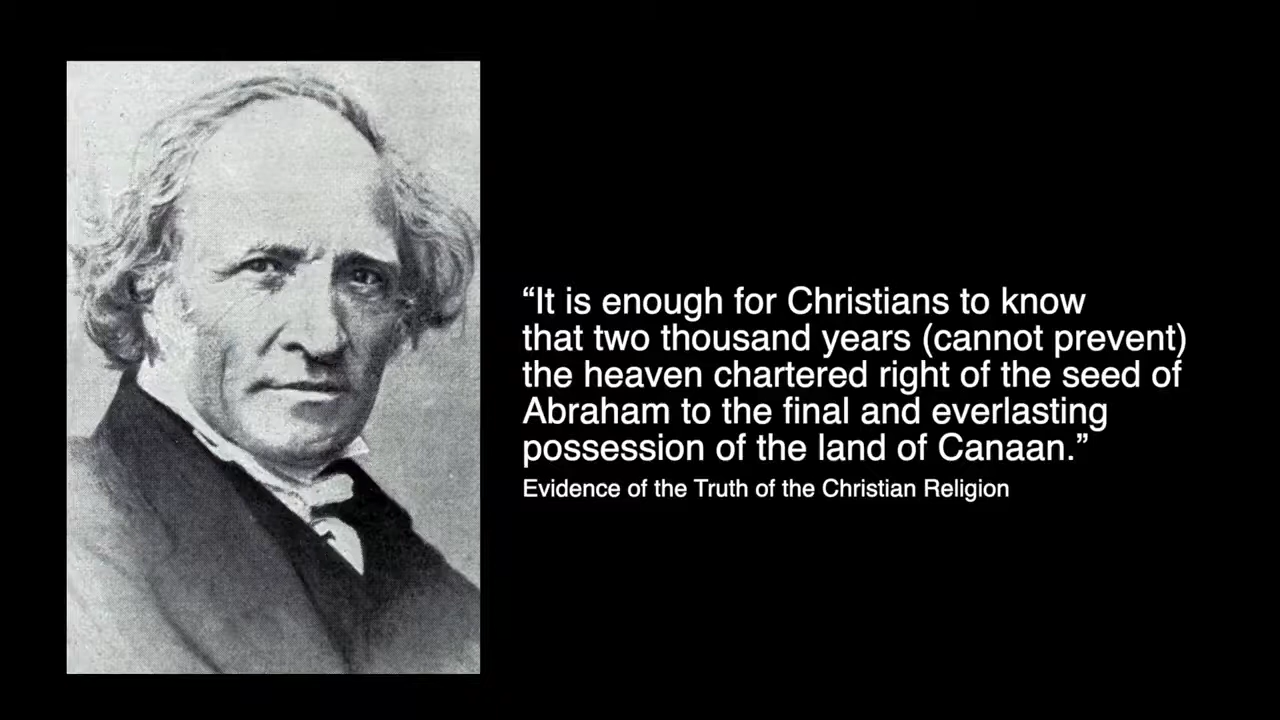 “It is enough for Christians to know
that two thousand years (cannot prevent)
the heaven chartered right of the seed of
Abraham to the final and everlasting
possession of the land of Canaan.”
Evidence of the Truth of the Christian Religion